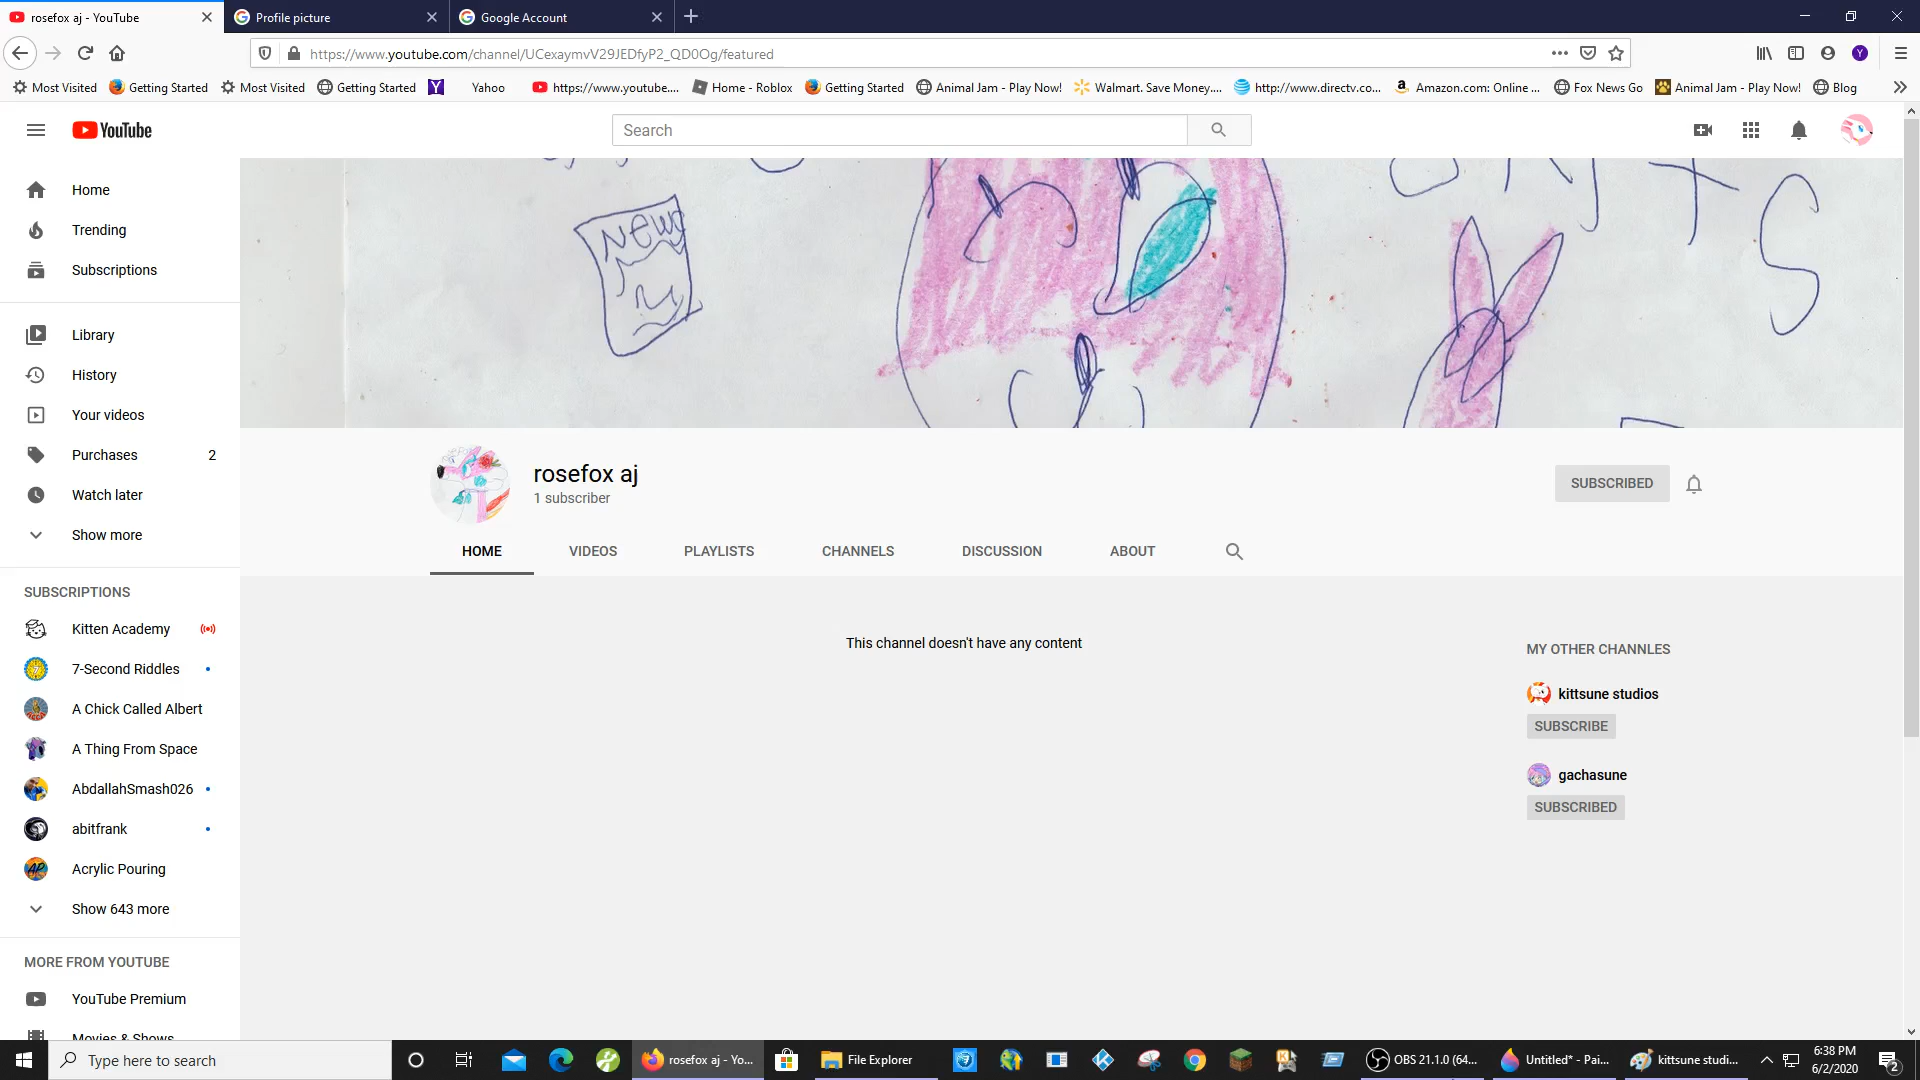 rosefox aj - YouTube
Profile picture
Google Account
https://www.youtube.com/channel/UCexaymvV29JEDfyP2_QD0Og/featured
Most Visited Getting Started Most Visited Getting Started Yahoo https://www.youtube.... Home - Roblox Getting Started Animal Jam - Play Now! Walmart. Save Money,... http://www.directv.co... Amazon.com: Online ... Fox News Go Animal Jam - Play Now! Blog
YouTube
Search
Home
Trending
Subscriptions
Library
History
Your videos
Purchases 2
Watch later
Show more
SUBSCRIPTIONS
Kitten Academy
7-Second Riddles
A Chick Called Albert
A Thing From Space
AbdallahSmash026
abitfrank
Acrylic Pouring
Show 643 more
MORE FROM YOUTUBE
YouTube Premium
Movies & Shows
News
S
rosefox aj
1 subscriber
SUBSCRIBED
HOME VIDEOS PLAYLISTS CHANNELS DISCUSSION ABOUT
This channel doesn't have any content
MY OTHER CHANNLES
kittsune studios
SUBSCRIBE
gachasune
SUBSCRIBED
Type here to search
rosefox aj - Yo...
File Explorer
OBS 21.1.0 (64...
Untitled* - Pai...
kittsune studi...
6:38 PM
6/2/2020
2